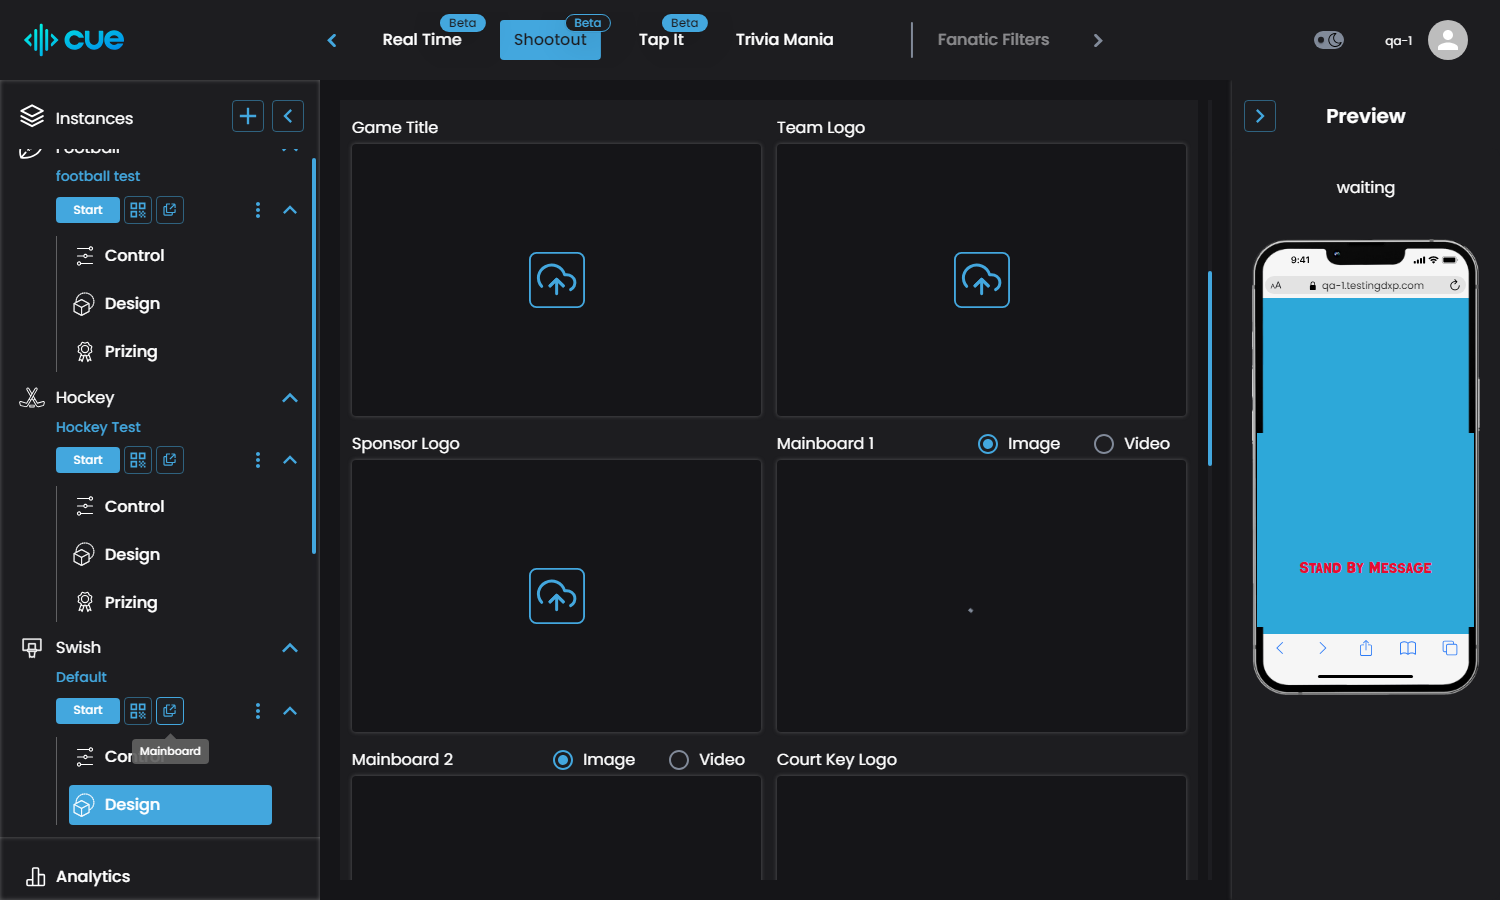 cue
Real Time
Beta
Shootout
Beta
Tap It
Beta
Trivia Mania
Fanatic Filters
qa-1
Instances
Football
football test
Start
Control
Design
Prizing
Hockey
Hockey Test
Start
Control
Design
Prizing
Swish
Default
Start
Mainboard
Control
Design
Analytics
Game Title
Team Logo
Sponsor Logo
Mainboard 1
Image
Video
Mainboard 2
Image
Video
Court Key Logo
Preview
waiting
9:41
AA
qa-1.testingdxp.com
Stand By Message